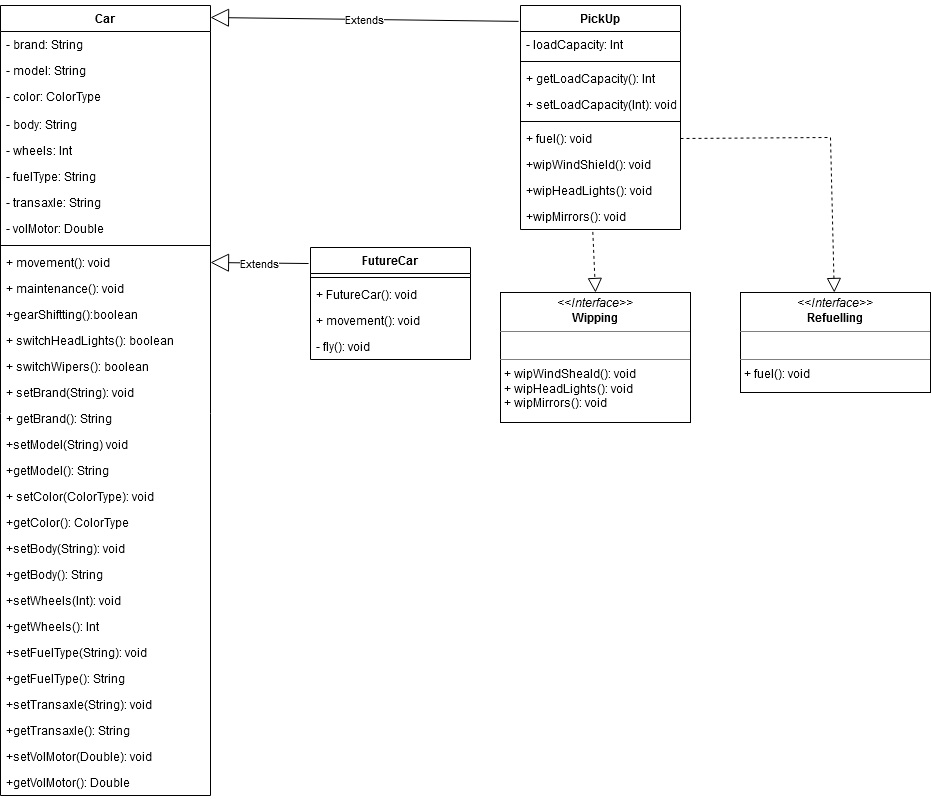 Car
- brand: String
- model: String
- color: ColorType
- body: String
- wheels: Int
- fuelType: String
- transaxle: String
- volMotor: Double
+ movement(): void
+ maintenance(): void
+gearShiftting():boolean
+ switchHeadLights(): boolean
+ switchWipers(): boolean
+ setBrand(String): void
+ getBrand(): String
+setModel(String) void
+getModel(): String
+ setColor(ColorType): void
+getColor(): ColorType
+setBody(String): void
+getBody(): String
+setWheels(Int): void
+getWheels(): Int
+setFuelType(String): void
+getFuelType(): String
+setTransaxle(String): void
+getTransaxle(): String
+setVolMotor(Double): void
+getVolMotor(): Double
Extends
PickUp
- loadCapacity: Int
+ getLoadCapacity(): Int
+ setLoadCapacity(Int): void
+ fuel(): void
+wipWindShield(): void
+wipHeadLights(): void
+wipMirrors(): void
Extends
FutureCar
+ FutureCar(): void
+ movement(): void
- fly(): void
<<Interface>>
Wipping
+ wipWindSheald(): void
+ wipHeadLights(): void
+ wipMirrors(): void
<<Interface>>
Refuelling
+ fuel(): void